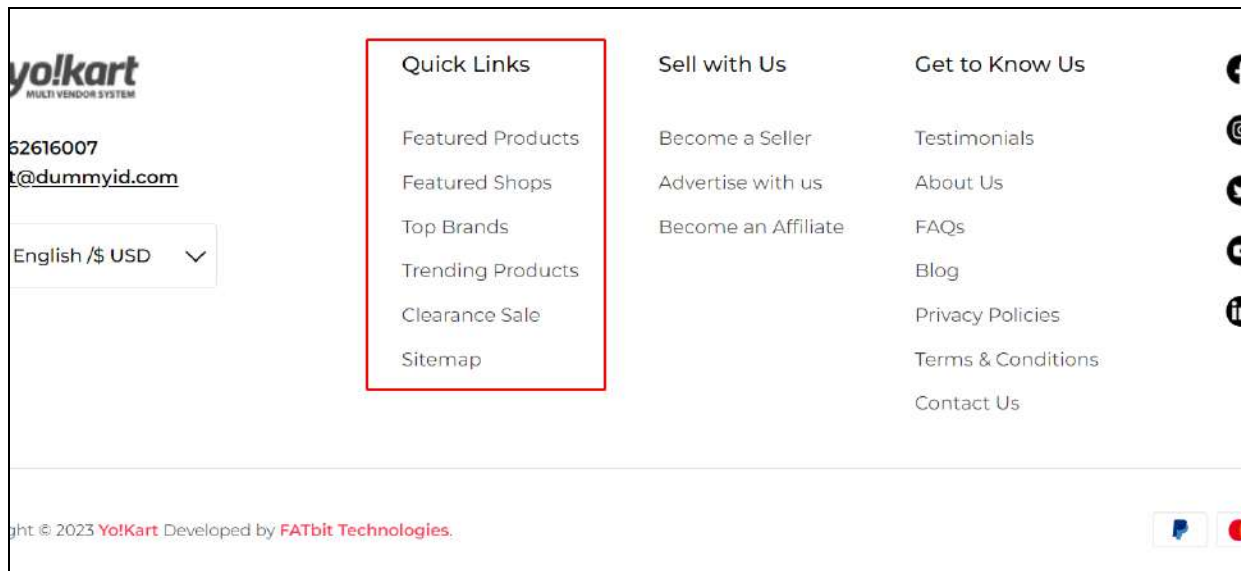 yo!kart
MULTI VENDOR SYSTEM
62616007
t@dummyid.com
English /$ USD
Quick Links
Featured Products
Featured Shops
Top Brands
Trending Products
Clearance Sale
Sitemap
Sell with Us
Become a Seller
Advertise with us
Become an Affiliate
Get to Know Us
Testimonials
About Us
FAQs
Blog
Privacy Policies
Terms & Conditions
Contact Us
ght © 2023 Yo!Kart Developed by FATbit Technologies.